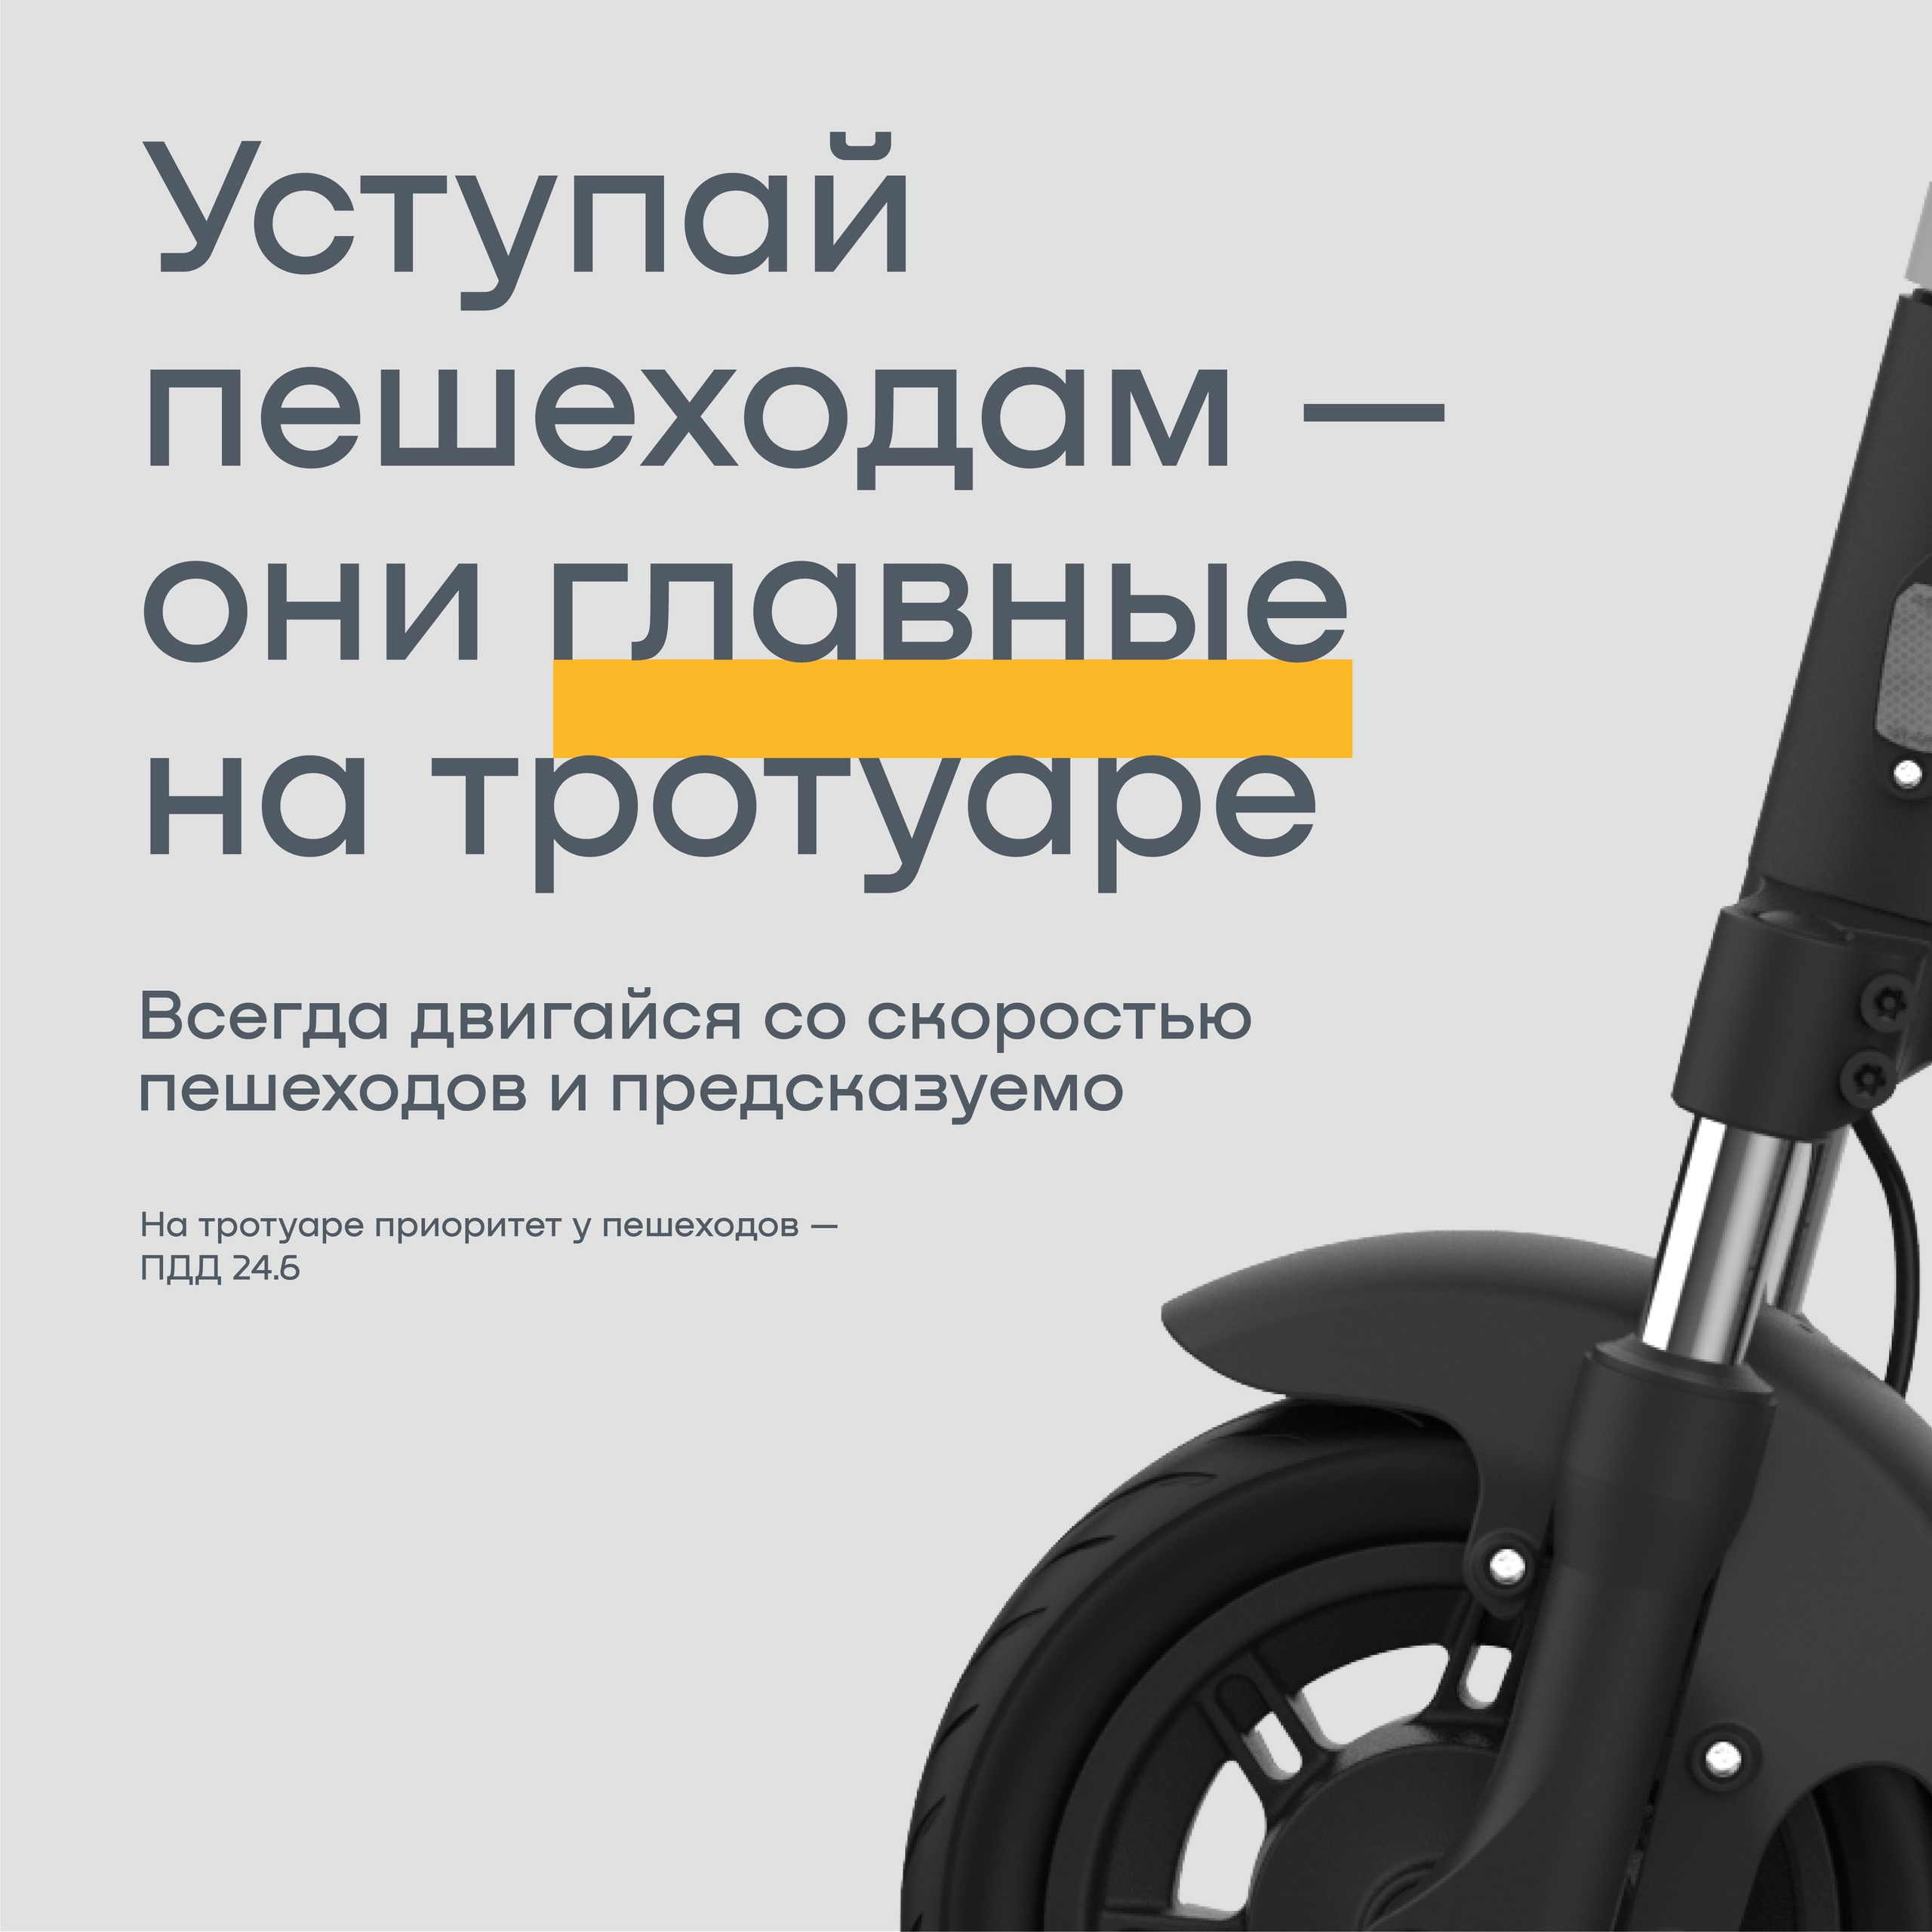 Уступай
пешеходам —
они главные
на тротуаре
Всегда двигайся со скоростью
пешеходов и предсказуемо
На тротуаре приоритет у пешеходов —
ПДД 24.6